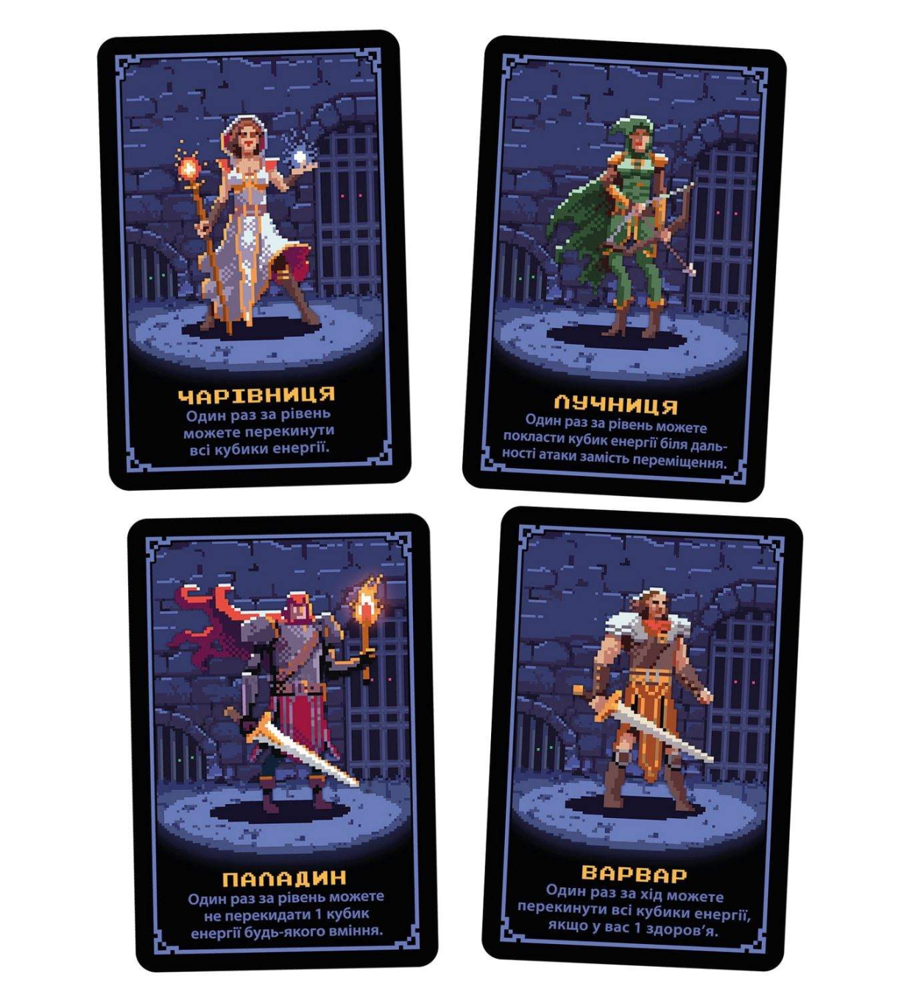 ЧАРІВНИЦЯ
Один раз за рівень
можете перекинути
всі кубики енергії.
ЛУЧНИЦЯ
Один раз за рівень можете
покласти кубик енергії біля даль-
ності атаки замість переміщення.
ПАЛАДИН
Один раз за рівень можете
не перекидати 1 кубик
енергії будь-якого вміння.
ВАРВАР
Один раз за хід можете
перекинути всі кубики енергії,
якщо у вас 1 здоров’я.